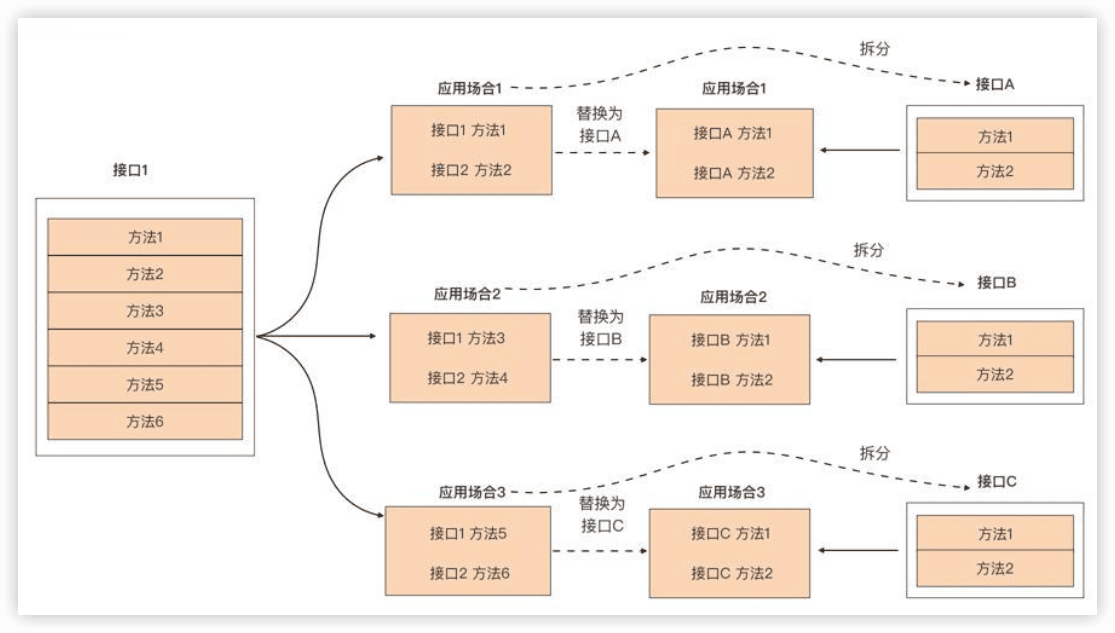 接口1
方法1
方法2
方法3
方法4
方法5
方法6
应用场合1
接口1 方法1
接口2 方法2
替换为
接口A
应用场合1
接口A 方法1
接口A 方法2
拆分
接口A
方法1
方法2
应用场合2
接口1 方法3
接口2 方法4
替换为
接口B
应用场合2
接口B 方法1
接口B 方法2
拆分
接口B
方法1
方法2
应用场合3
接口1 方法5
接口2 方法6
替换为
接口C
应用场合3
接口C 方法1
接口C 方法2
拆分
接口C
方法1
方法2